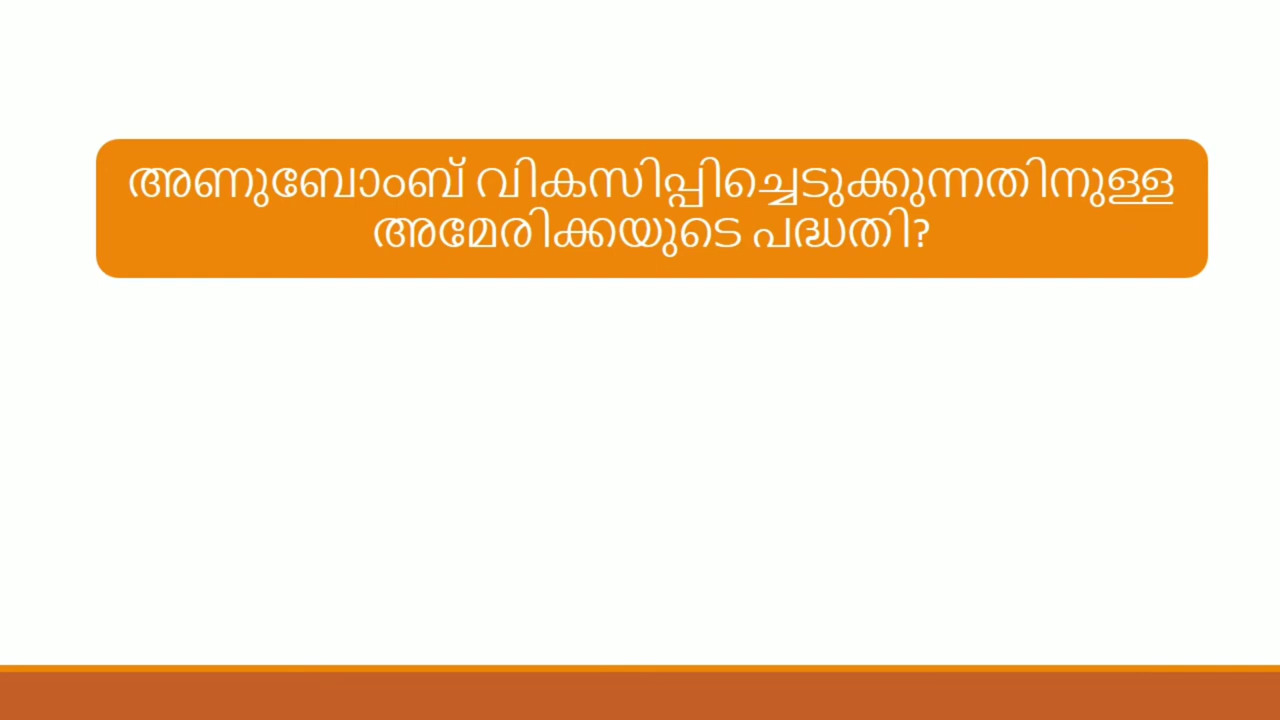 അണുബോംബ് വികസിപ്പിച്ചെടുക്കുന്നതിനുള്ള
അമേരിക്കയുടെ പദ്ധതി?